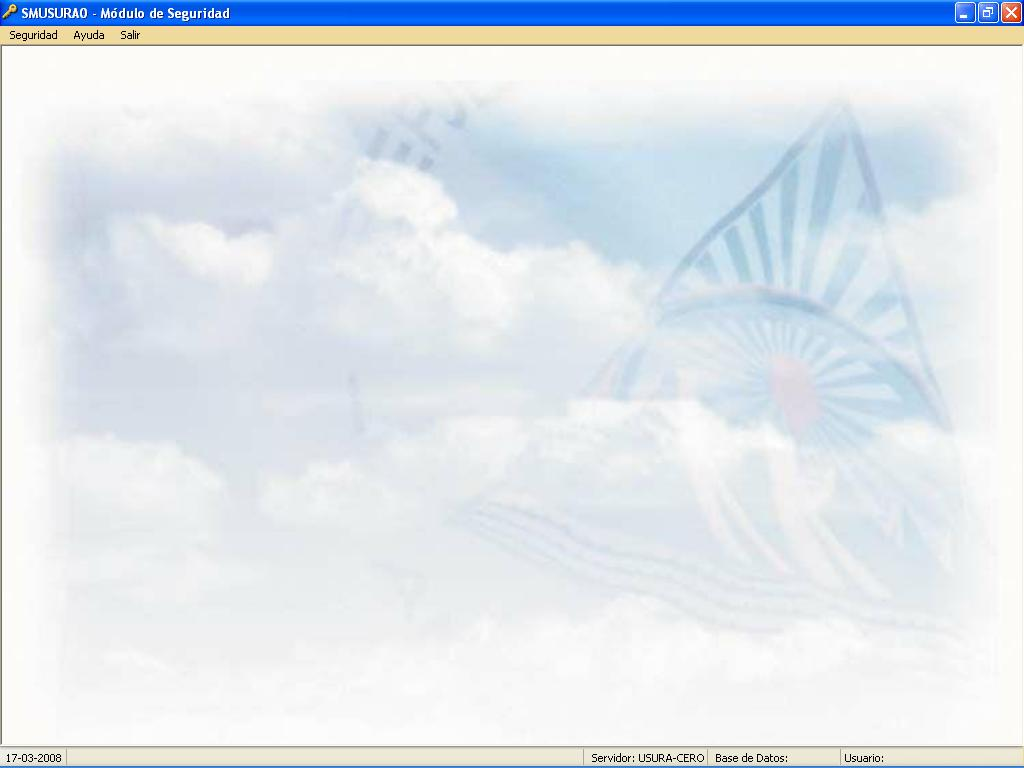 SMUSURA0 - Módulo de Seguridad
Seguridad Ayuda Salir
17-03-2008 Servidor: USURA-CERO Base de Datos: Usuario: